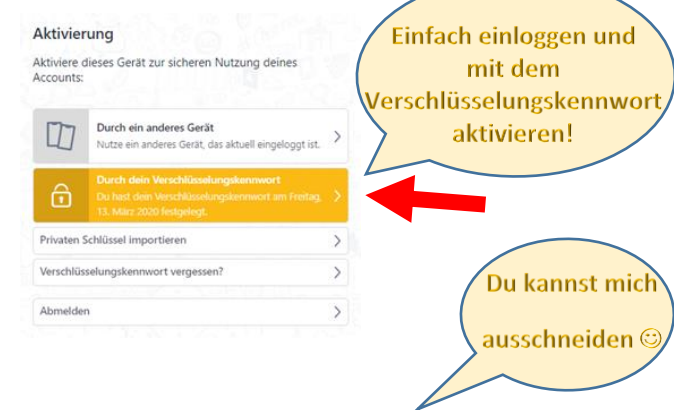 Aktivierung
Aktiviere dieses Gerät zur sicheren Nutzung deines
Accounts:
Durch ein anderes Gerät
Nutze ein anderes Gerät, das aktuell eingeloggt ist.
Durch dein Verschlüsselungskennwort
Du hast dein Verschlüsselungskennwort am Freitag,
13. März 2020 festgelegt.
Privaten Schlüssel importieren
Verschlüsselungskennwort vergessen?
Abmelden
Einfach einloggen und
mit dem
Verschlüsselungskennwort
aktivieren!
Du kannst mich
ausschneiden ☺